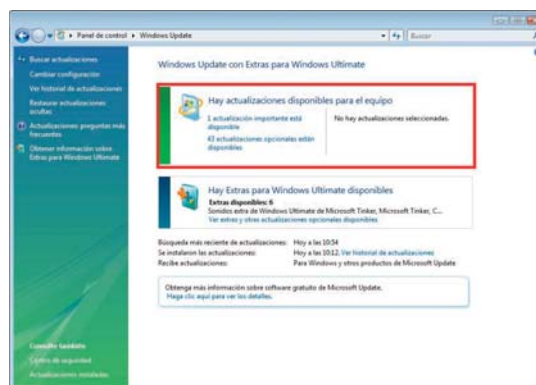 Panel de control ▸ Windows Update
Buscar
Buscar actualizaciones
Cambiar configuración
Ver historial de actualizaciones
Restaurar actualizaciones
ocultas
Actualizaciones: preguntas más
frecuentes
Obtener información sobre
Extras para Windows Ultimate
Windows Update con Extras para Windows Ultimate
Hay actualizaciones disponibles para el equipo
1 actualización importante está
disponible
No hay actualizaciones seleccionadas.
43 actualizaciones opcionales están
disponibles
Hay Extras para Windows Ultimate disponibles
Extras disponibles: 6
Sonidos extra de Windows Ultimate de Microsoft Tinker, Microsoft Tinker, C...
Ver extras y otras actualizaciones opcionales disponibles
Búsqueda más reciente de actualizaciones: Hoy a las 10:54
Se instalaron las actualizaciones: Hoy a las 10:12. Ver historial de actualizaciones
Recibe actualizaciones: Para Windows y otros productos de Microsoft Update
Obtenga más información sobre software gratuito de Microsoft Update.
Haga clic aquí para ver los detalles.
Consulte también
Centro de seguridad
Actualizaciones instaladas